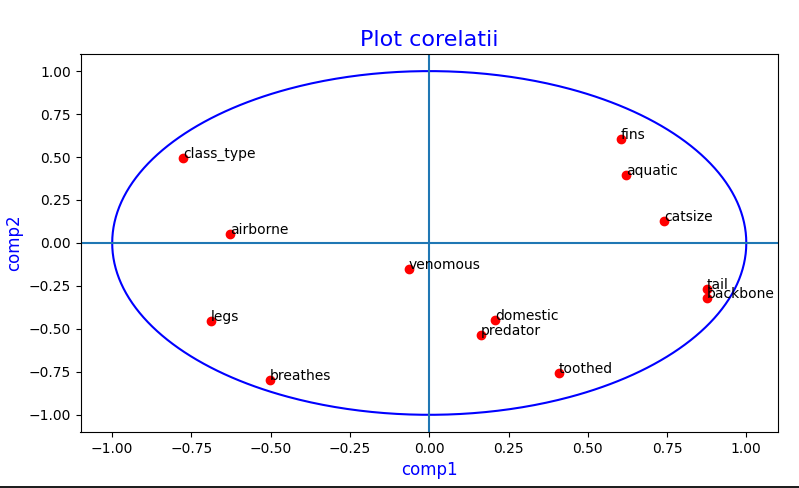 Plot corelatii
1.00
0.75
0.50
0.25
0.00
−0.25
−0.50
−0.75
−1.00
comp2
fins
class_type
aquatic
catsize
airborne
venomous
tail
backbone
legs
domestic
predator
toothed
breathes
−1.00 −0.75 −0.50 −0.25 0.00 0.25 0.50 0.75 1.00
comp1